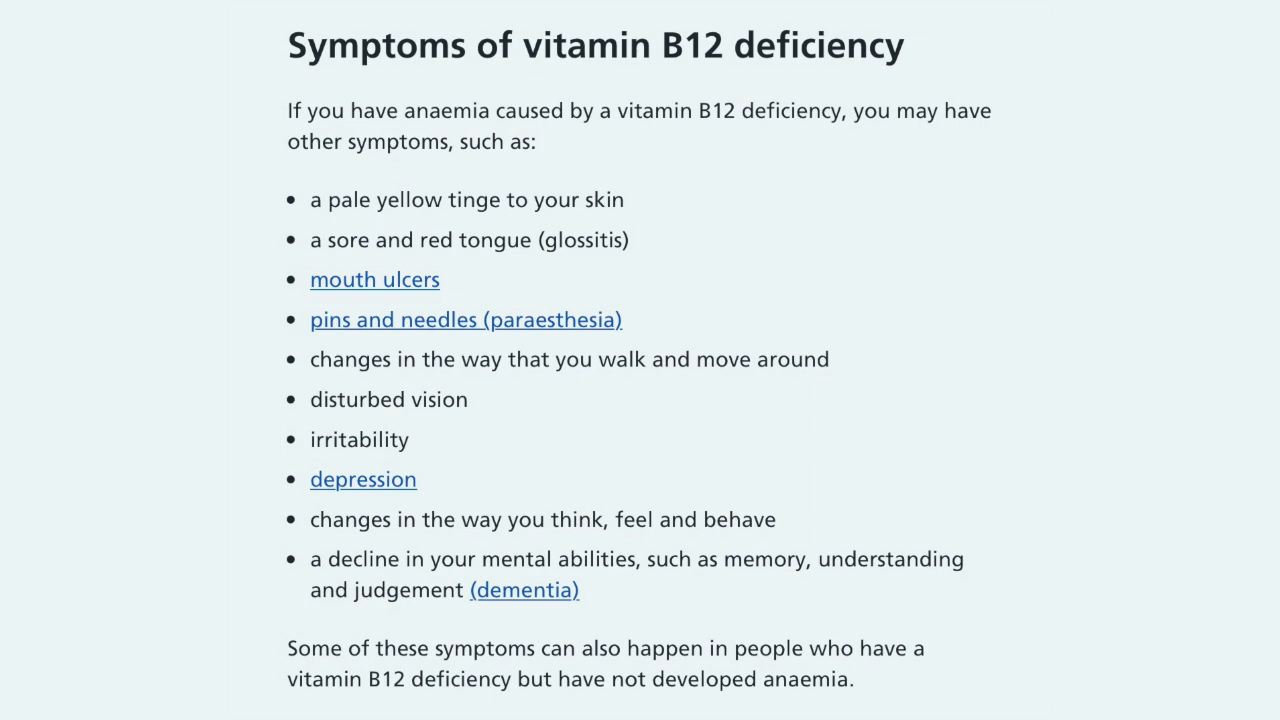 Symptoms of vitamin B12 deficiency
If you have anaemia caused by a vitamin B12 deficiency, you may have
other symptoms, such as:
• a pale yellow tinge to your skin
• a sore and red tongue (glossitis)
• mouth ulcers
• pins and needles (paraesthesia)
• changes in the way that you walk and move around
• disturbed vision
• irritability
• depression
• changes in the way you think, feel and behave
• a decline in your mental abilities, such as memory, understanding
and judgement (dementia)
Some of these symptoms can also happen in people who have a
vitamin B12 deficiency but have not developed anaemia.